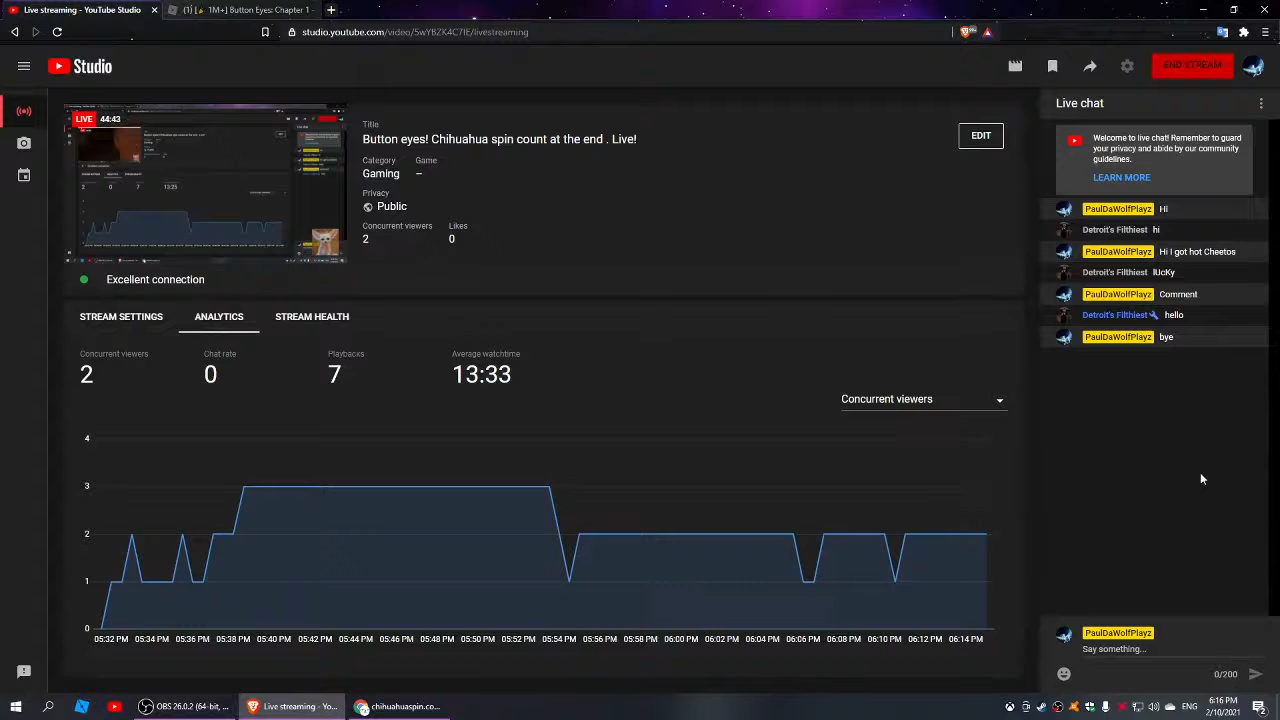 Live streaming - YouTube Studio
(1) [🎉 1M+] Button Eyes: Chapter 1 -
studio.youtube.com/video/5wYBZK4C7IE/livestreaming
Studio
END STREAM
LIVE 44:43
Title
Button eyes! Chihuahua spin count at the end . Live!
EDIT
Category Game
Gaming –
Privacy
Public
Concurrent viewers Likes
2 0
Excellent connection
STREAM SETTINGS ANALYTICS STREAM HEALTH
Concurrent viewers Chat rate Playbacks Average watchtime
2 0 7 13:33
Concurrent viewers
4
3
2
1
0
05:32 PM 05:34 PM 05:36 PM 05:38 PM 05:40 PM 05:42 PM 05:44 PM 05:46 PM 05:48 PM 05:50 PM 05:52 PM 05:54 PM 05:56 PM 05:58 PM 06:00 PM 06:02 PM 06:04 PM 06:06 PM 06:08 PM 06:10 PM 06:12 PM 06:14 PM
Live chat
Welcome to live chat! Remember to guard
your privacy and abide by our community
guidelines.
LEARN MORE
PaulDaWolfPlayz Hi
Detroit's Filthiest hi
PaulDaWolfPlayz Hi I got hot Cheetos
Detroit's Filthiest lUcKy
PaulDaWolfPlayz Comment
Detroit's Filthiest hello
PaulDaWolfPlayz bye
PaulDaWolfPlayz
Say something...
0/200
OBS 26.0.2 (64-bit, ...
Live streaming - Yo...
chihuahuaspin.co...
ENG
6:16 PM
2/10/2021